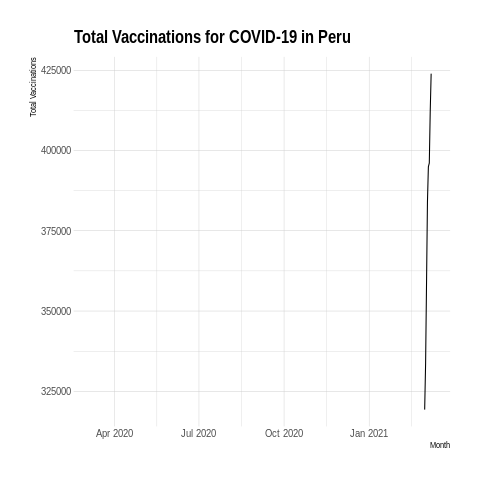 Total Vaccinations for COVID-19 in Peru
Total Vaccinations
425000
400000
375000
350000
325000
Apr 2020 Jul 2020 Oct 2020 Jan 2021
Month